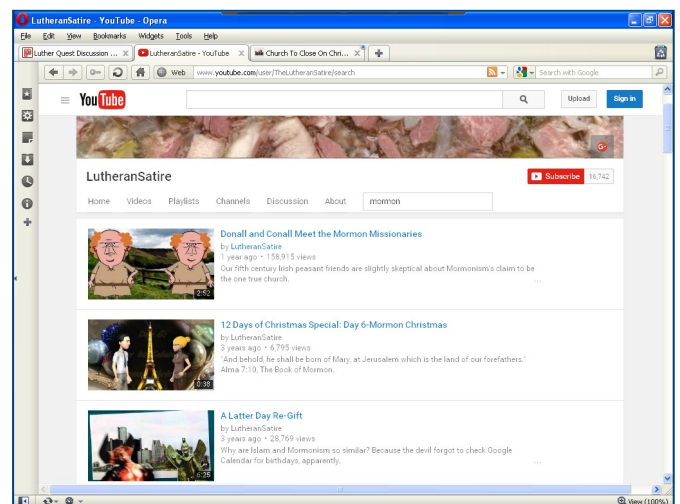 LutheranSatire - YouTube - Opera
File Edit View Bookmarks Widgets Tools Help
Luther Quest Discussion ... LutheranSatire - YouTube Church To Close On Chri...
Web www.youtube.com/user/TheLutheranSatire/search Search with Google
YouTube Upload Sign in
LutheranSatire Subscribe 16,742
Home Videos Playlists Channels Discussion About mormon
Donall and Conall Meet the Mormon Missionaries
by LutheranSatire
1 year ago • 158,915 views
Our fifth century Irish peasant friends are slightly skeptical about Mormonism's claim to be
the one true church. ...
2:52
12 Days of Christmas Special: Day 6-Mormon Christmas
by LutheranSatire
3 years ago • 6,795 views
"And behold, he shall be born of Mary, at Jerusalem which is the land of our forefathers."
Alma 7:10, The Book of Mormon.
0:38
A Latter Day Re-Gift
by LutheranSatire
3 years ago • 28,769 views
Why are Islam and Mormonism so similar? Because the devil forgot to check Google
Calendar for birthdays, apparently. ...
6:25
View (100%)